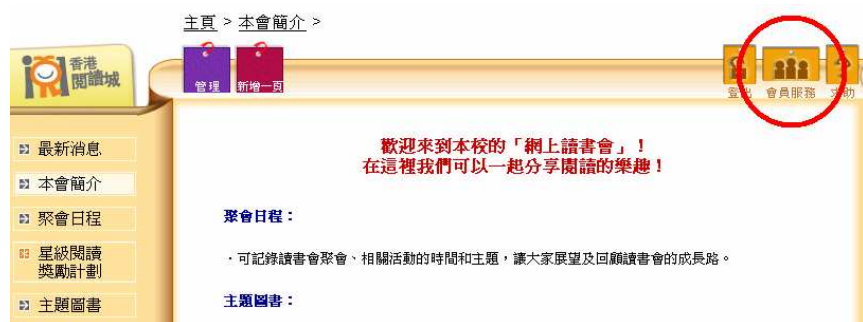 主頁 > 本會簡介 >
香港
閱讀城
管理 新增一頁
登出 會員服務 求助
最新消息
本會簡介
聚會日程
星級閱讀
獎勵計劃
主題圖書
歡迎來到本校的「網上讀書會」!
在這裡我們可以一起分享閱讀的樂趣!
聚會日程:
·可記錄讀書會聚會、相關活動的時間和主題,讓大家展望及回顧讀書會的成長路。
主題圖書: